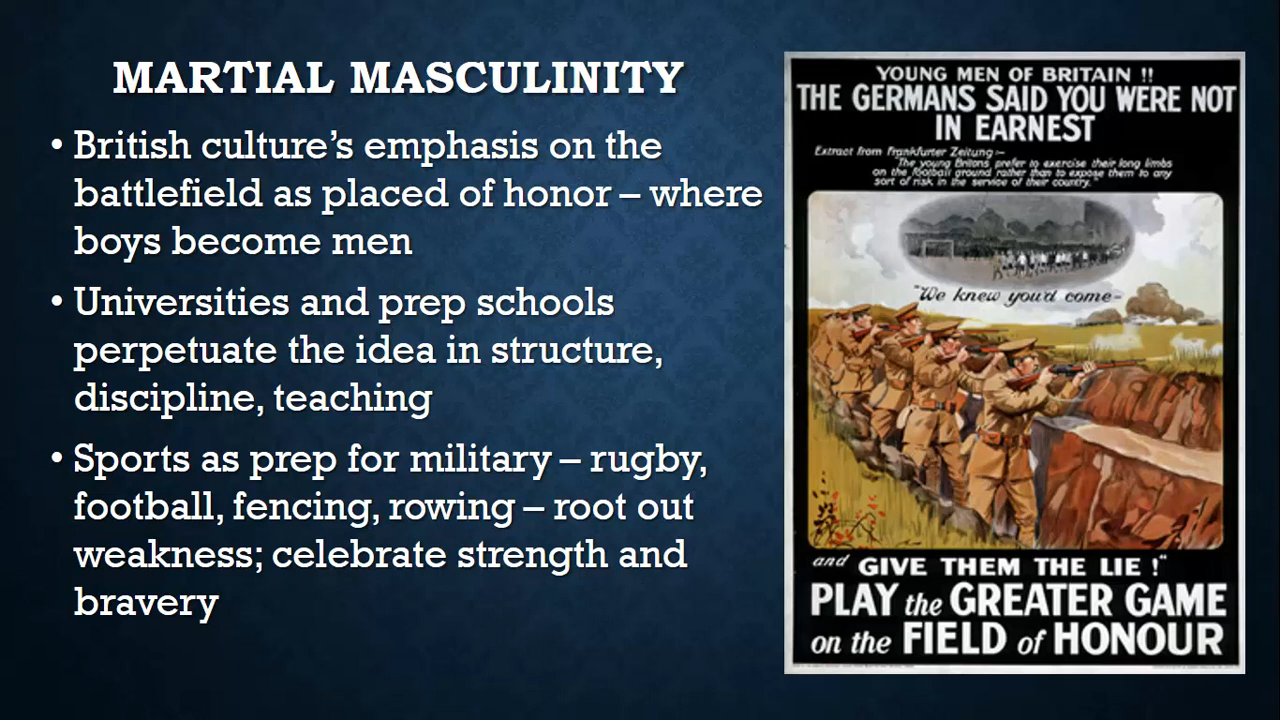 MARTIAL MASCULINITY
• British culture's emphasis on the
battlefield as placed of honor – where
boys become men
• Universities and prep schools
perpetuate the idea in structure,
discipline, teaching
• Sports as prep for military – rugby,
football, fencing, rowing – root out
weakness; celebrate strength and
bravery
YOUNG MEN OF BRITAIN !!
THE GERMANS SAID YOU WERE NOT
IN EARNEST
Extract from Frankfurter Zeitung:–
"The young Britons prefer to exercise their long limbs
on the football ground rather than to expose them to any
sort of risk in the service of their country."
"We knew you'd come–
and GIVE THEM THE LIE !"
PLAY the GREATER GAME
on the FIELD of HONOUR